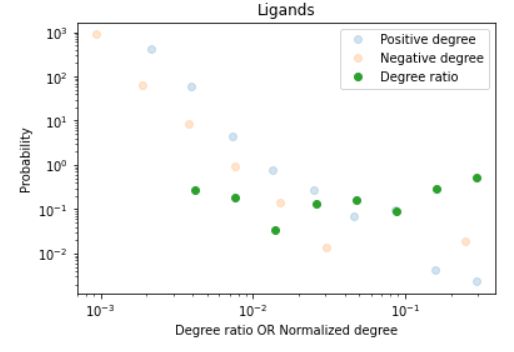 Ligands
Positive degree
Negative degree
Degree ratio
Probability
10³
10²
10¹
10⁰
10⁻¹
10⁻²
10⁻³
10⁻²
10⁻¹
Degree ratio OR Normalized degree